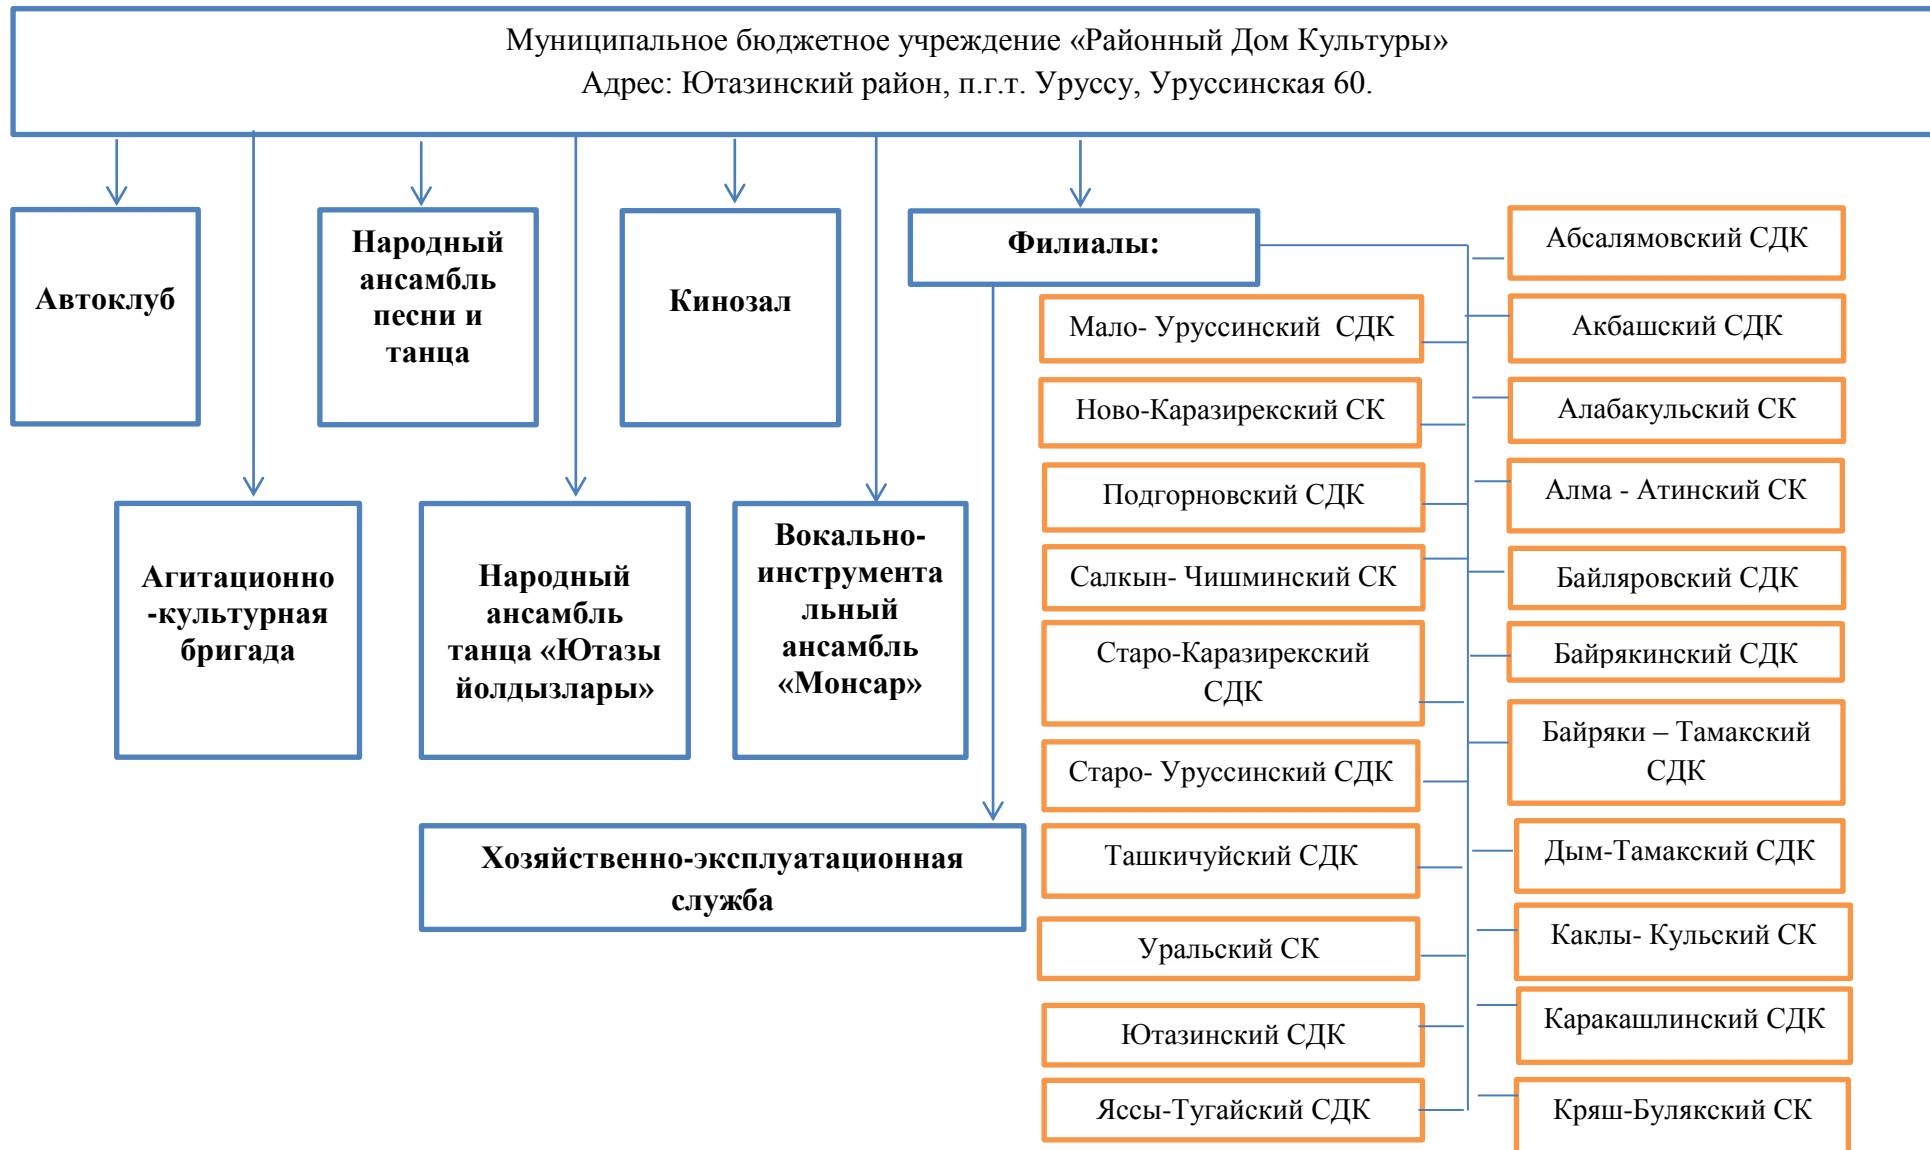 Муниципальное бюджетное учреждение «Районный Дом Культуры»
Адрес: Ютазинский район, п.г.т. Уруссу, Уруссинская 60.
Автоклуб
Народный
ансамбль
песни и
танца
Кинозал
Филиалы:
Агитационно
-культурная
бригада
Народный
ансамбль
танца «Ютазы
йолдызлары»
Вокально-
инструмента
льный
ансамбль
«Монсар»
Хозяйственно-эксплуатационная
служба
Мало- Уруссинский СДК
Ново-Каразирекский СК
Подгорновский СДК
Салкын- Чишминский СК
Старо-Каразирекский
СДК
Старо- Уруссинский СДК
Ташкичуйский СДК
Уральский СК
Ютазинский СДК
Яссы-Тугайский СДК
Абсалямовский СДК
Акбашский СДК
Алабакульский СК
Алма - Атинский СК
Байляровский СДК
Байрякинский СДК
Байряки – Тамакский
СДК
Дым-Тамакский СДК
Каклы- Кульский СК
Каракашлинский СДК
Кряш-Булякский СК